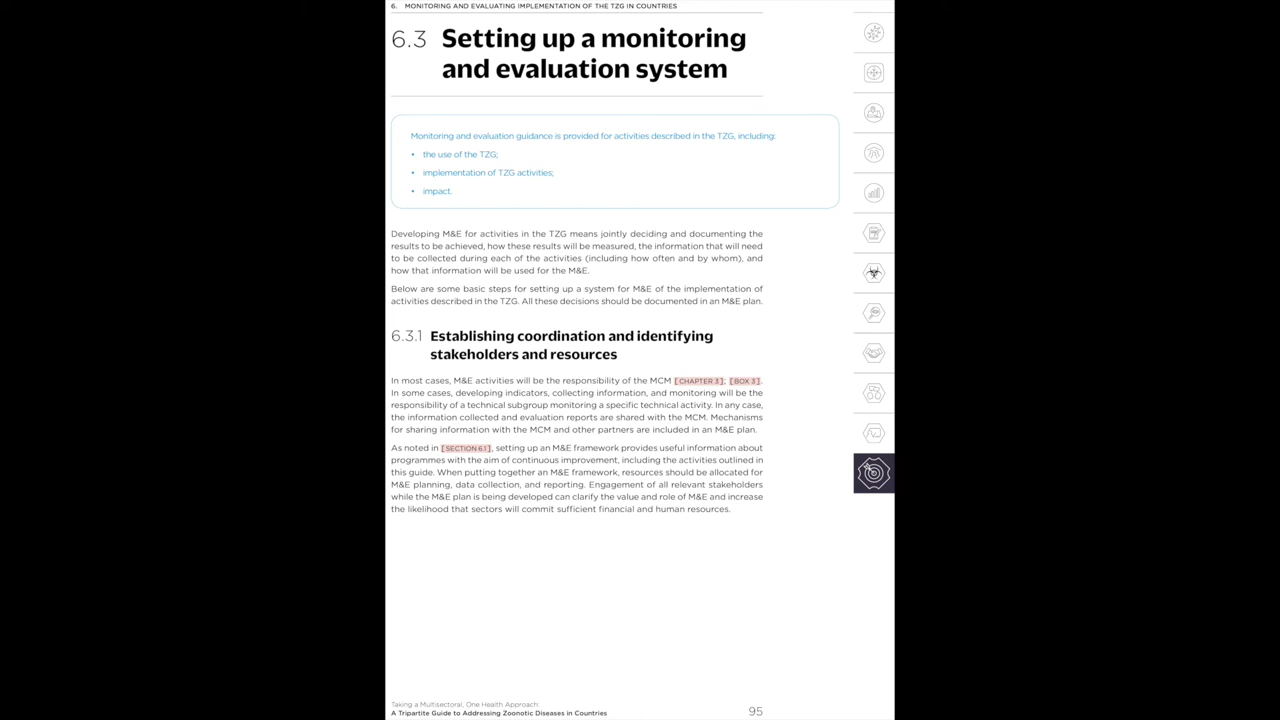 6. MONITORING AND EVALUATING IMPLEMENTATION OF THE TZG IN COUNTRIES
6.3 Setting up a monitoring
and evaluation system
Monitoring and evaluation guidance is provided for activities described in the TZG, including:
• the use of the TZG;
• implementation of TZG activities;
• impact.
Developing M&E for activities in the TZG means jointly deciding and documenting the
results to be achieved, how these results will be measured, the information that will need
to be collected during each of the activities (including how often and by whom), and
how that information will be used for the M&E.
Below are some basic steps for setting up a system for M&E of the implementation of
activities described in the TZG. All these decisions should be documented in an M&E plan.
6.3.1 Establishing coordination and identifying
stakeholders and resources
In most cases, M&E activities will be the responsibility of the MCM [CHAPTER 3]; [BOX 3].
In some cases, developing indicators, collecting information, and monitoring will be the
responsibility of a technical subgroup monitoring a specific technical activity. In any case,
the information collected and evaluation reports are shared with the MCM. Mechanisms
for sharing information with the MCM and other partners are included in an M&E plan.
As noted in [SECTION 6.1], setting up an M&E framework provides useful information about
programmes with the aim of continuous improvement, including the activities outlined in
this guide. When putting together an M&E framework, resources should be allocated for
M&E planning, data collection, and reporting. Engagement of all relevant stakeholders
while the M&E plan is being developed can clarify the value and role of M&E and increase
the likelihood that sectors will commit sufficient financial and human resources.
Taking a Multisectoral, One Health Approach:
A Tripartite Guide to Addressing Zoonotic Diseases in Countries
95